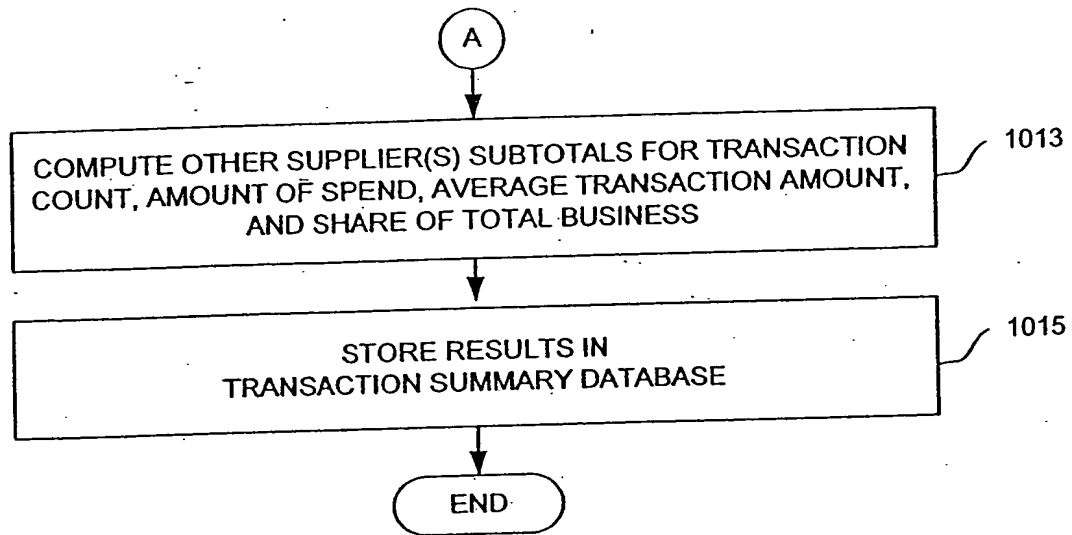 A
COMPUTE OTHER SUPPLIER(S) SUBTOTALS FOR TRANSACTION
COUNT, AMOUNT OF SPEND, AVERAGE TRANSACTION AMOUNT,
AND SHARE OF TOTAL BUSINESS
1013
STORE RESULTS IN
TRANSACTION SUMMARY DATABASE
1015
END